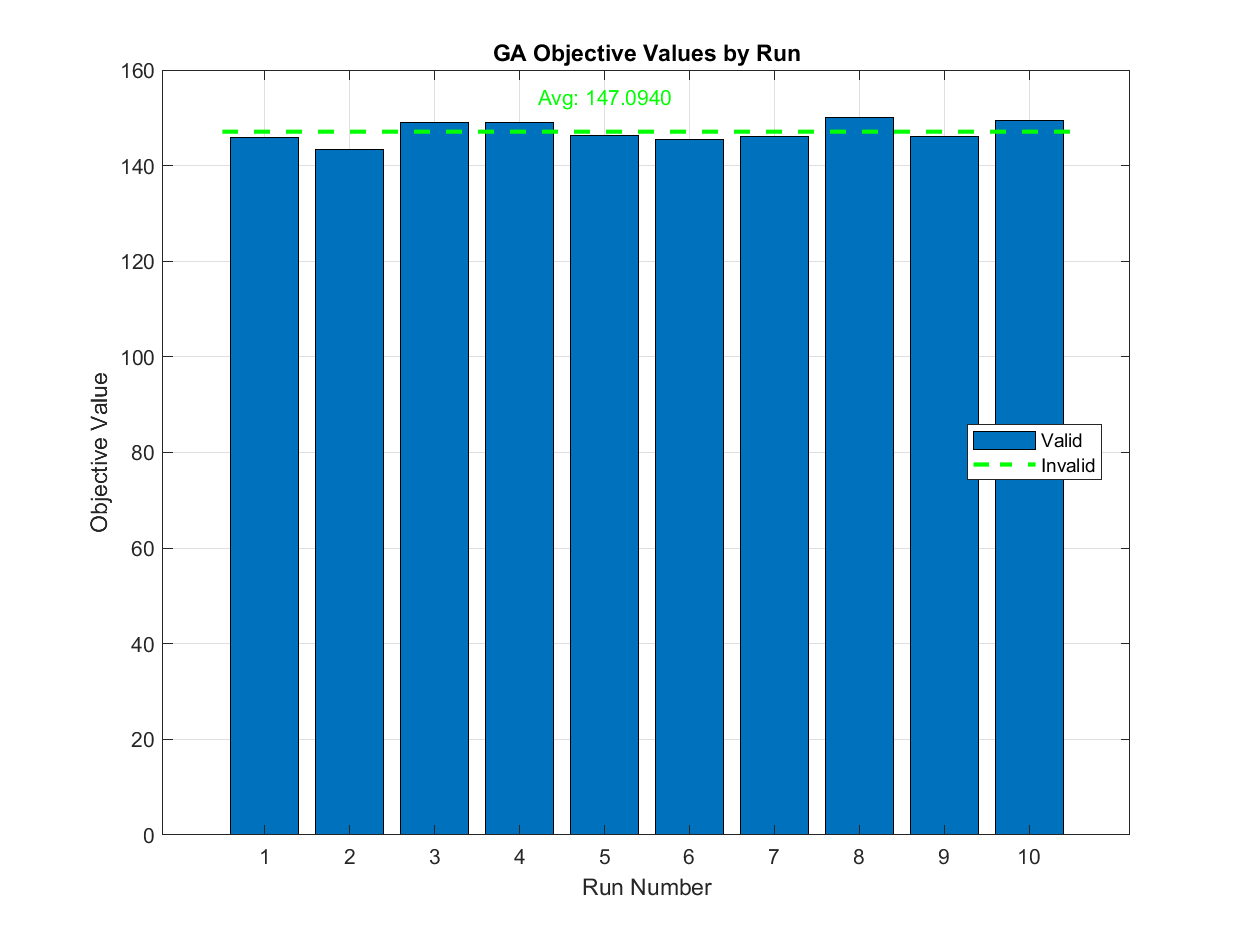 GA Objective Values by Run
Avg: 147.0940
160
140
120
100
80
60
40
20
0
Objective Value
Valid
Invalid
1 2 3 4 5 6 7 8 9 10
Run Number